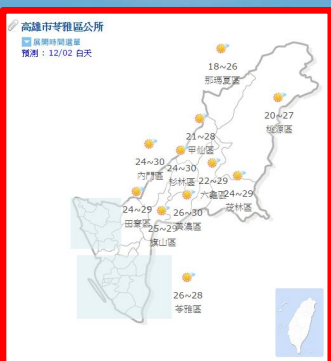 高雄市苓雅區公所
展開時間選單
預測：12/02 白天
18~26
那瑪夏區
20~27
桃源區
21~28
甲仙區
24~30
內門區
24~30
杉林區
22~29
六龜區
24~29
茂林區
24~29
田寮區
26~30
美濃區
25~29
旗山區
26~28
苓雅區